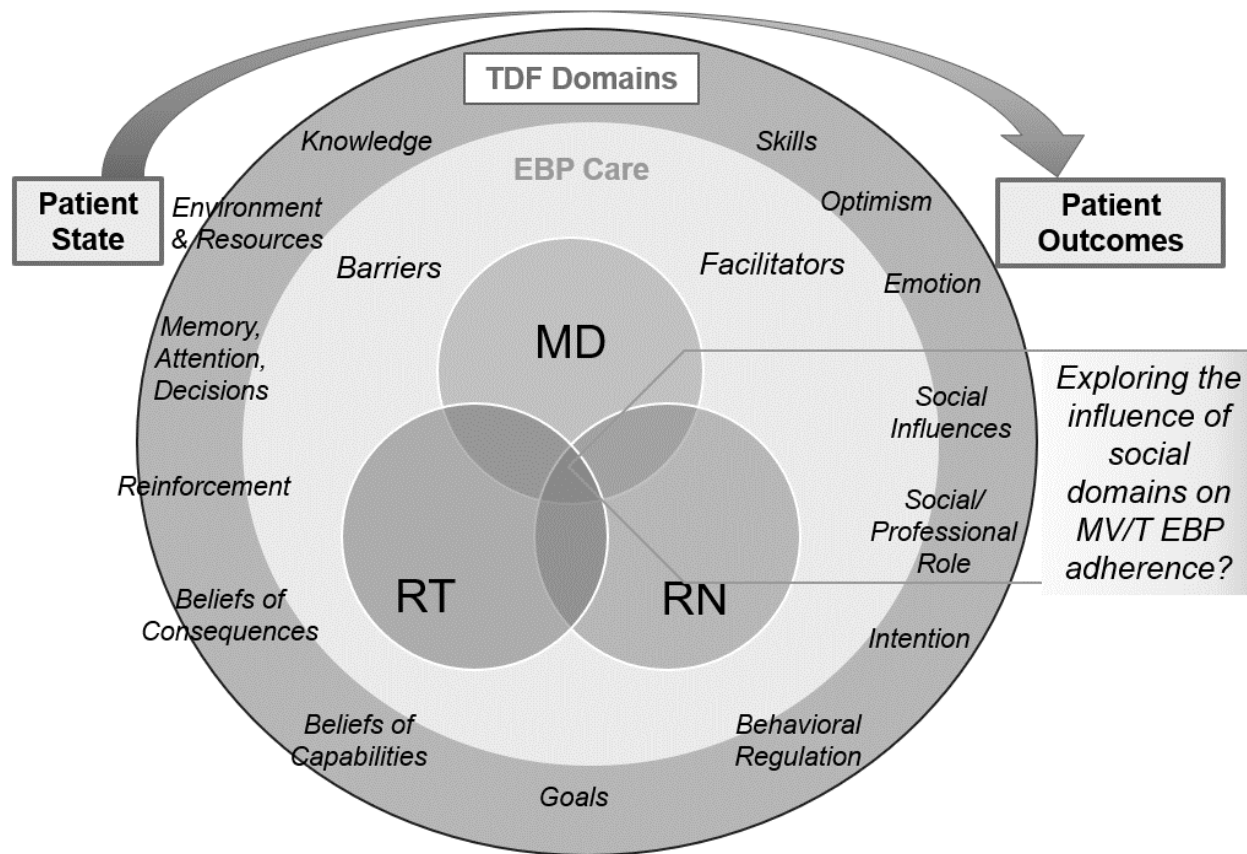 TDF Domains
Knowledge
Skills
EBP Care
Patient
State
Environment
& Resources
Optimism
Patient
Outcomes
Barriers
Facilitators
Emotion
Memory,
Attention,
Decisions
MD
Social
Influences
Exploring the
influence of
social
domains on
MV/T EBP
adherence?
Reinforcement
Social/
Professional
Role
RT
RN
Beliefs of
Consequences
Intention
Beliefs of
Capabilities
Behavioral
Regulation
Goals